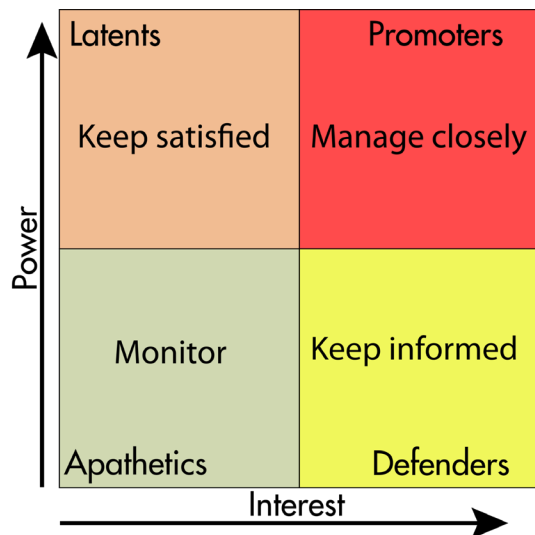 Latents
Promoters
Keep satisfied
Manage closely
Power
Monitor
Keep informed
Apathetics
Defenders
Interest